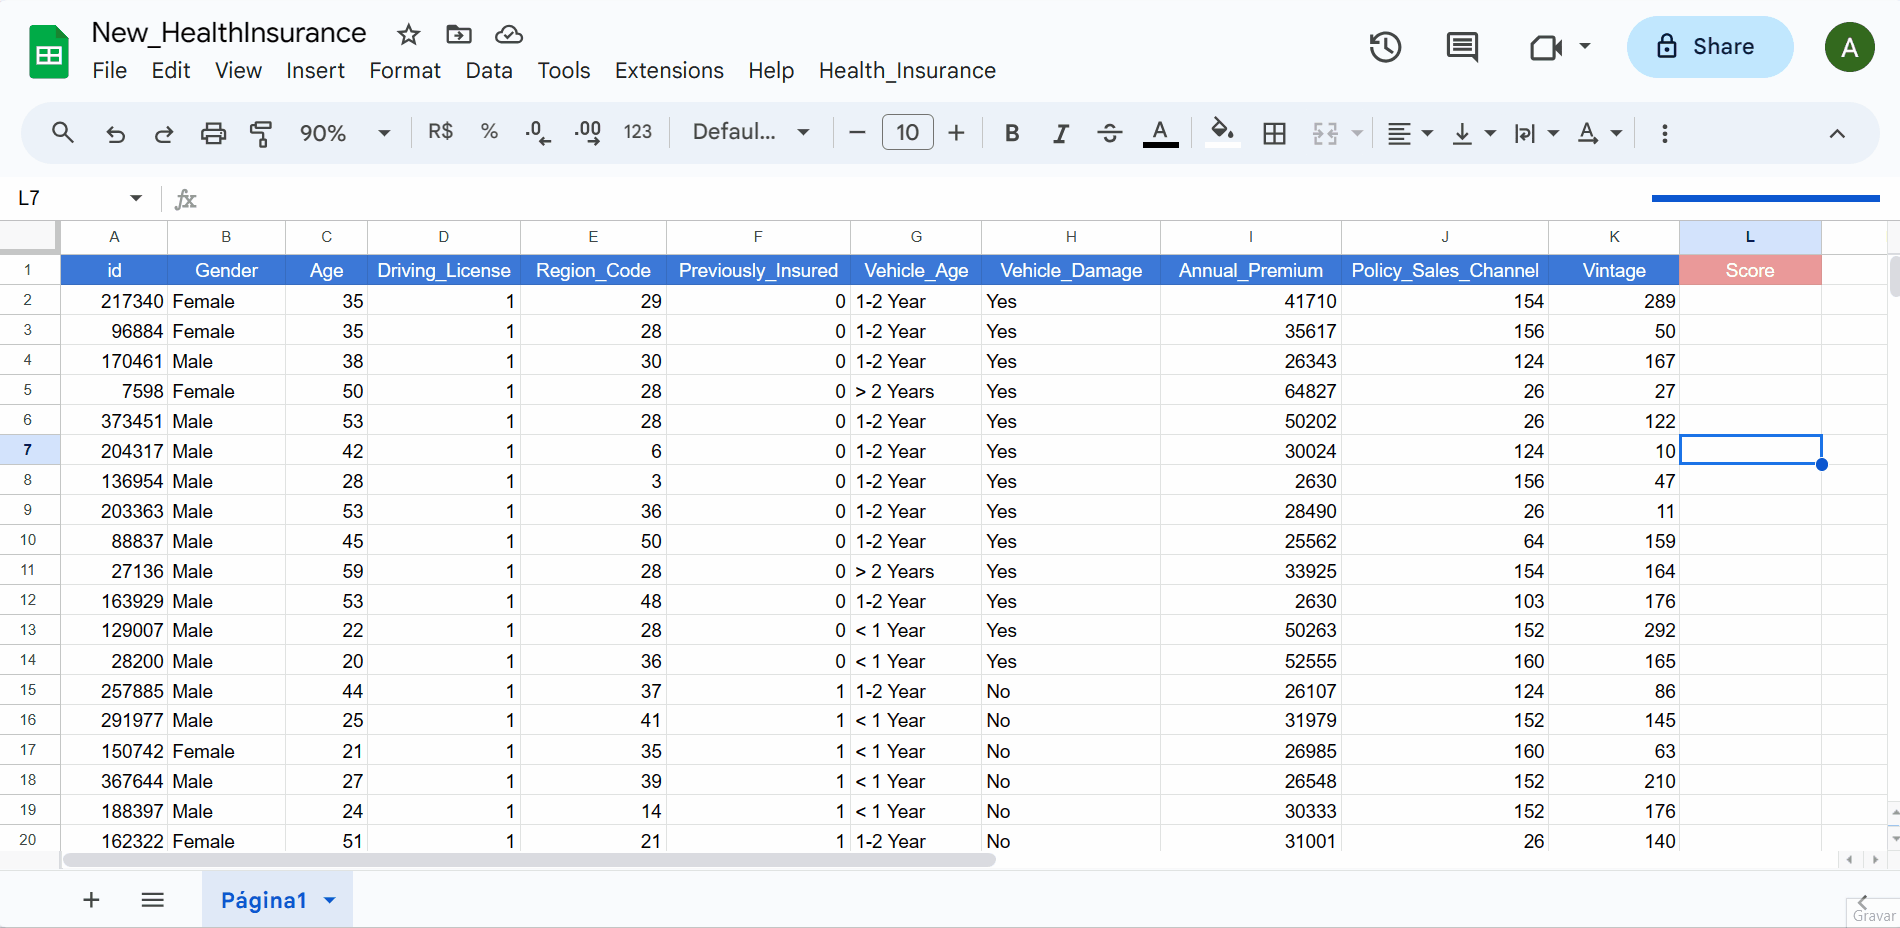 New_HealthInsurance
File Edit View Insert Format Data Tools Extensions Help Health_Insurance
Share A
90% R$ % .0 .00 123 Defaul... − 10 + B I S A A
L7 fx
A B C D E F G H I J K L
1 id Gender Age Driving_License Region_Code Previously_Insured Vehicle_Age Vehicle_Damage Annual_Premium Policy_Sales_Channel Vintage Score
2 217340 Female 35 1 29 0 1-2 Year Yes 41710 154 289
3 96884 Female 35 1 28 0 1-2 Year Yes 35617 156 50
4 170461 Male 38 1 30 0 1-2 Year Yes 26343 124 167
5 7598 Female 50 1 28 0 > 2 Years Yes 64827 26 27
6 373451 Male 53 1 28 0 1-2 Year Yes 50202 26 122
7 204317 Male 42 1 6 0 1-2 Year Yes 30024 124 10
8 136954 Male 28 1 3 0 1-2 Year Yes 2630 156 47
9 203363 Male 53 1 36 0 1-2 Year Yes 28490 26 11
10 88837 Male 45 1 50 0 1-2 Year Yes 25562 64 159
11 27136 Male 59 1 28 0 > 2 Years Yes 33925 154 164
12 163929 Male 53 1 48 0 1-2 Year Yes 2630 103 176
13 129007 Male 22 1 28 0 < 1 Year Yes 50263 152 292
14 28200 Male 20 1 36 0 < 1 Year Yes 52555 160 165
15 257885 Male 44 1 37 1 1-2 Year No 26107 124 86
16 291977 Male 25 1 41 1 < 1 Year No 31979 152 145
17 150742 Female 21 1 35 1 < 1 Year No 26985 160 63
18 367644 Male 27 1 39 1 < 1 Year No 26548 152 210
19 188397 Male 24 1 14 1 < 1 Year No 30333 152 176
20 162322 Female 51 1 21 1 1-2 Year No 31001 26 140
+ Página1
Gravar